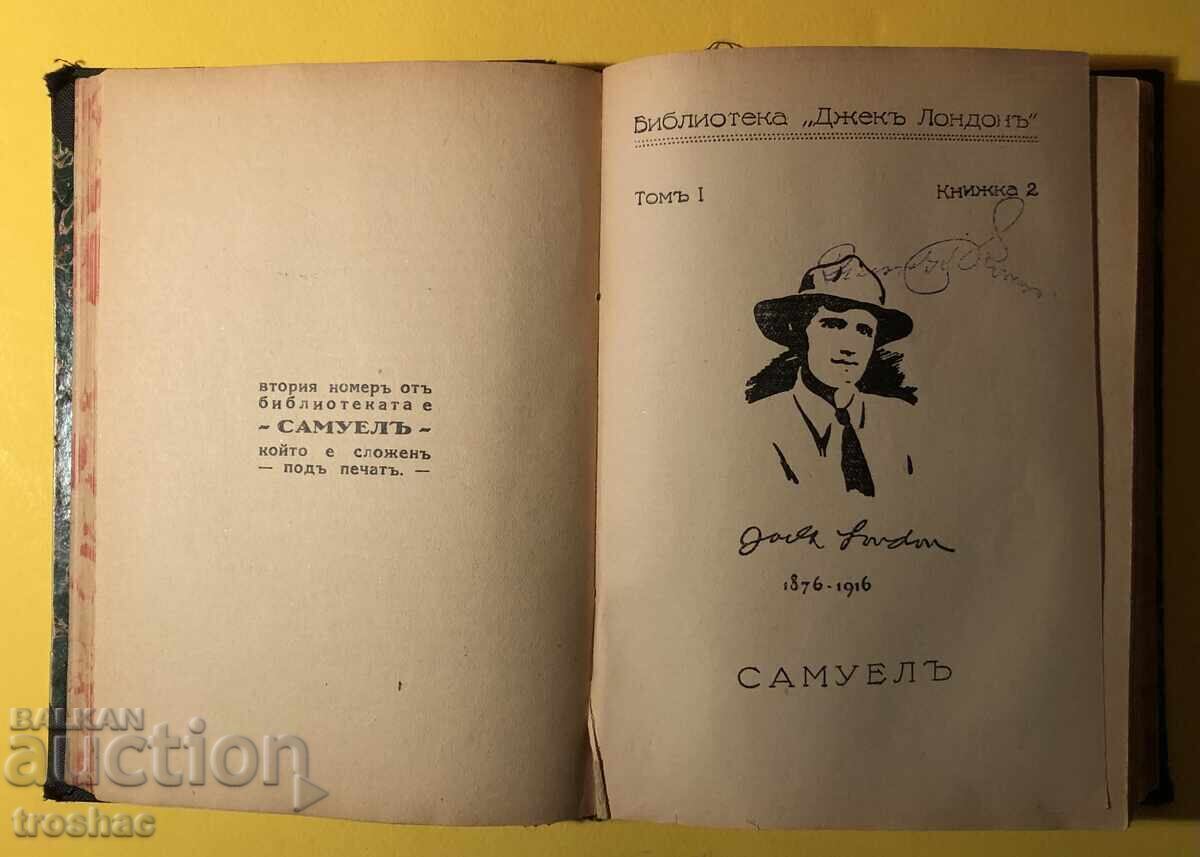 втория номеръ отъ
библиотеката е
~ САМУЕЛЪ ~
който е сложенъ
— подъ печатъ. —
Библиотека „Джекъ Лондонъ“
Томъ I Книжка 2
Jack London
1876-1916
САМУЕЛЪ
BALKAN
auction
troshac